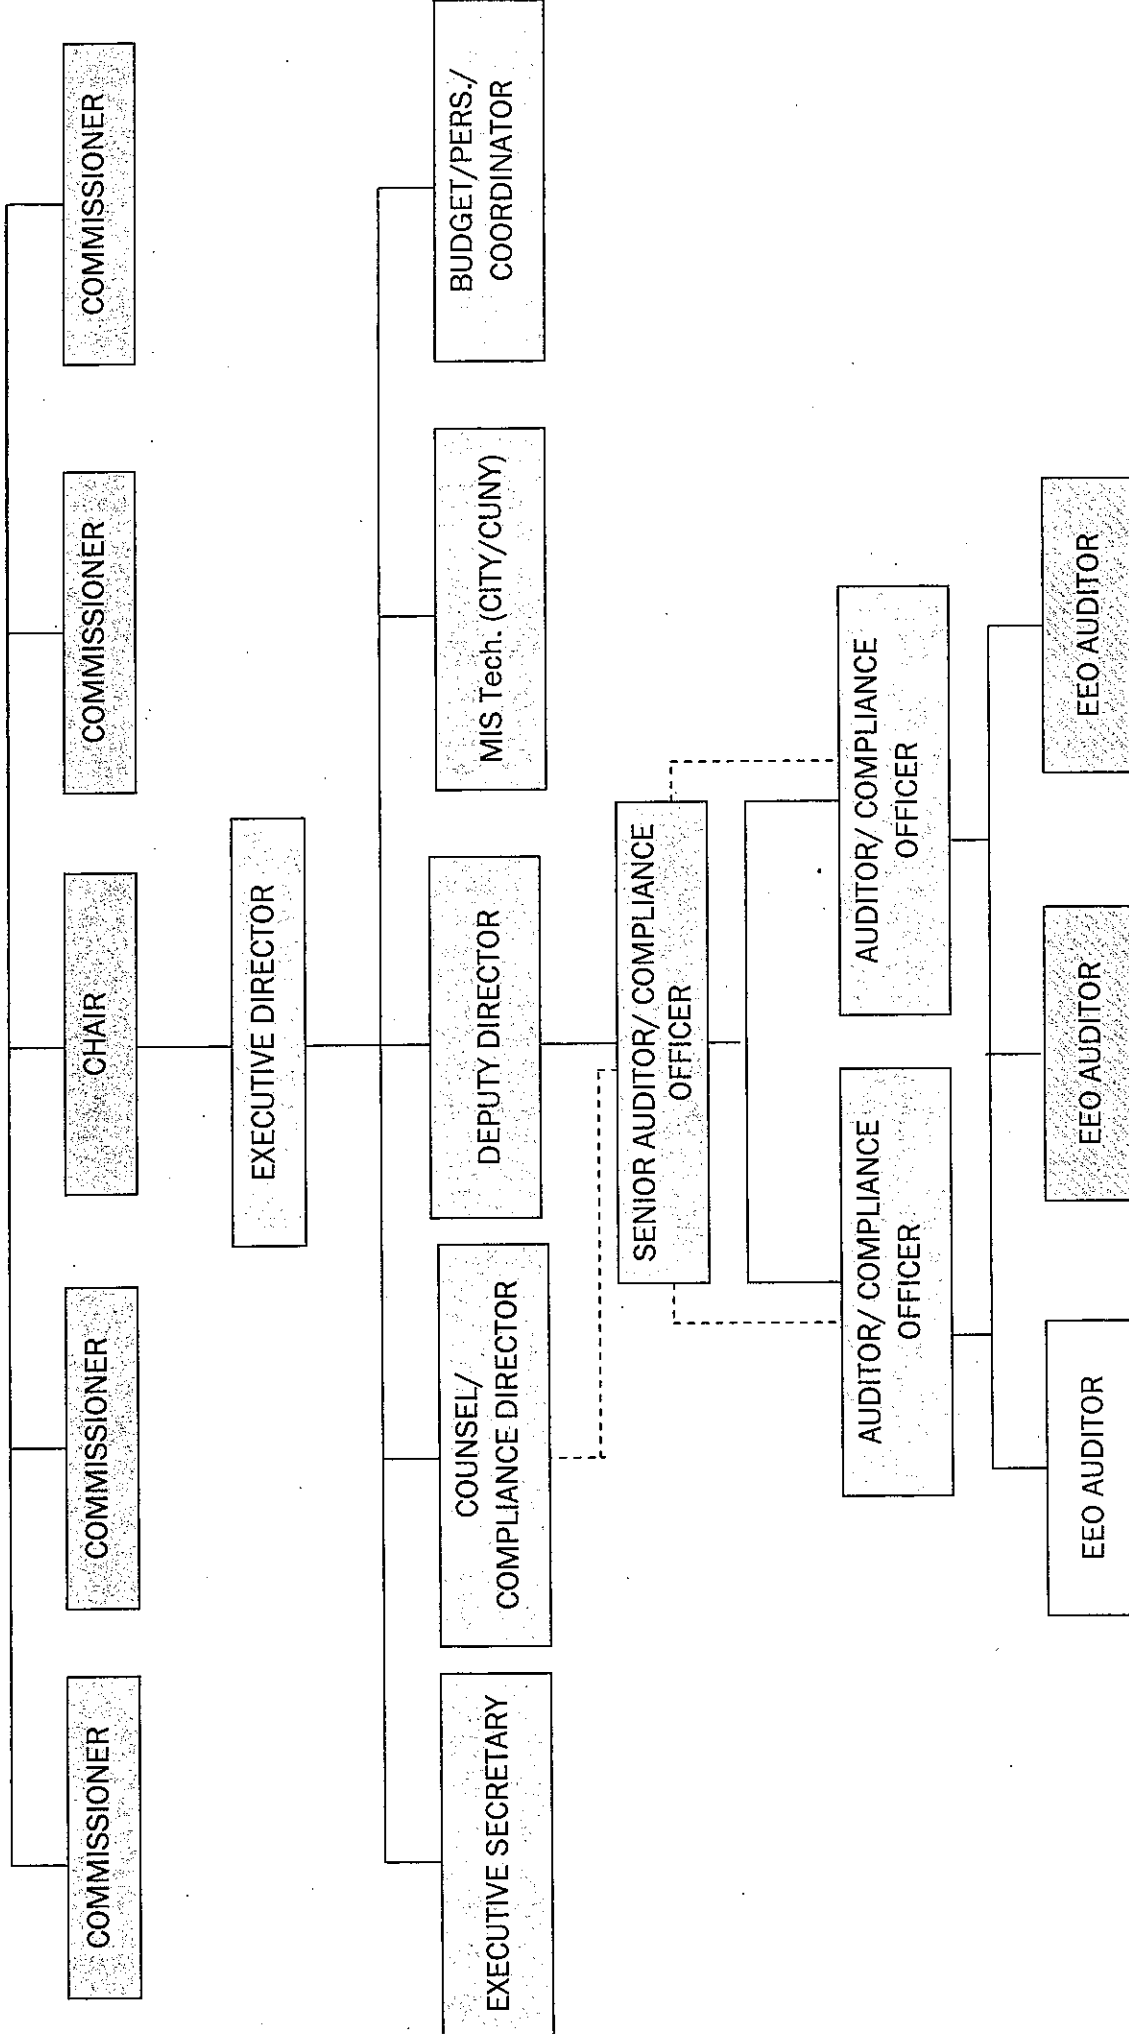 COMMISSIONER
COMMISSIONER
CHAIR
COMMISSIONER
COMMISSIONER
EXECUTIVE DIRECTOR
EXECUTIVE SECRETARY
COUNSEL/
COMPLIANCE DIRECTOR
DEPUTY DIRECTOR
MIS Tech. (CITY/CUNY)
BUDGET/PERS./
COORDINATOR
SENIOR AUDITOR/ COMPLIANCE
OFFICER
AUDITOR/ COMPLIANCE
OFFICER
AUDITOR/ COMPLIANCE
OFFICER
EEO AUDITOR
EEO AUDITOR
EEO AUDITOR